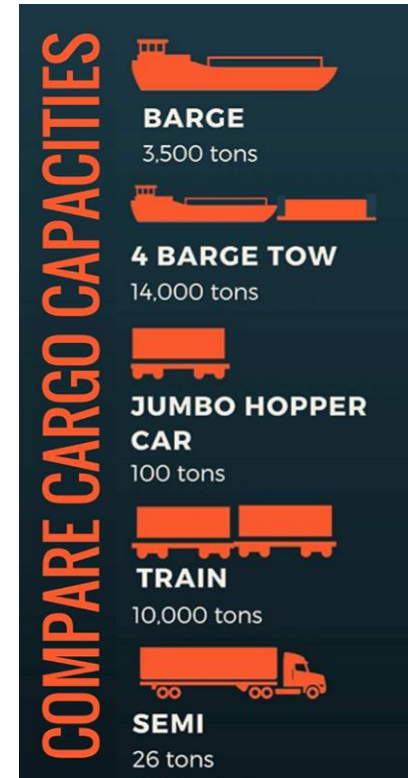 COMPARE CARGO CAPACITIES
BARGE
3,500 tons
4 BARGE TOW
14,000 tons
JUMBO HOPPER
CAR
100 tons
TRAIN
10,000 tons
SEMI
26 tons